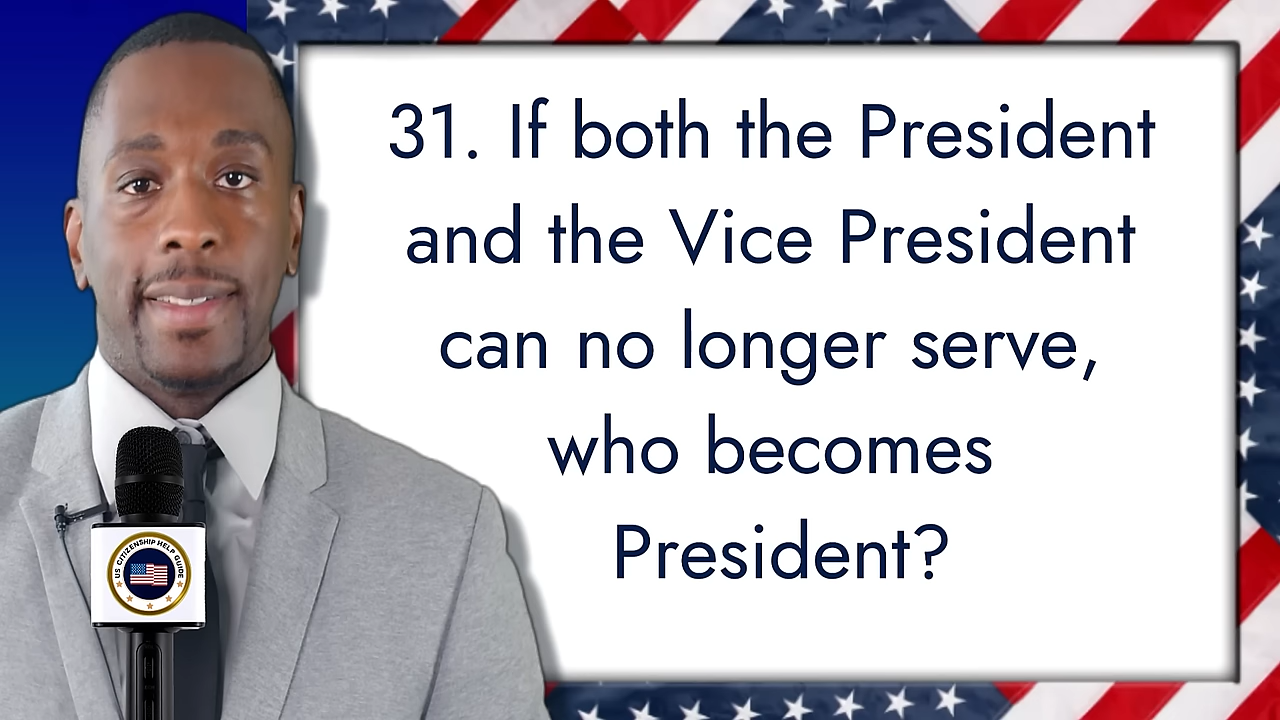 31. If both the President
and the Vice President
can no longer serve,
who becomes
President?
US CITIZENSHIP HELP GUIDE